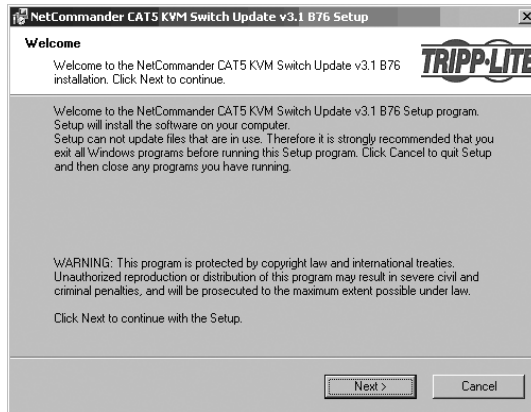 NetCommander CAT5 KVM Switch Update v3.1 B76 Setup
Welcome
Welcome to the NetCommander CAT5 KVM Switch Update v3.1 B76
installation. Click Next to continue.
TRIPP·LITE
Welcome to the NetCommander CAT5 KVM Switch Update v3.1 B76 Setup program.
Setup will install the software on your computer.
Setup can not update files that are in use. Therefore it is strongly recommended that you
exit all Windows programs before running this Setup program. Click Cancel to quit Setup
and then close any programs you have running.
WARNING: This program is protected by copyright law and international treaties.
Unauthorized reproduction or distribution of this program may result in severe civil and
criminal penalties, and will be prosecuted to the maximum extent possible under law.
Click Next to continue with the Setup.
Next >
Cancel